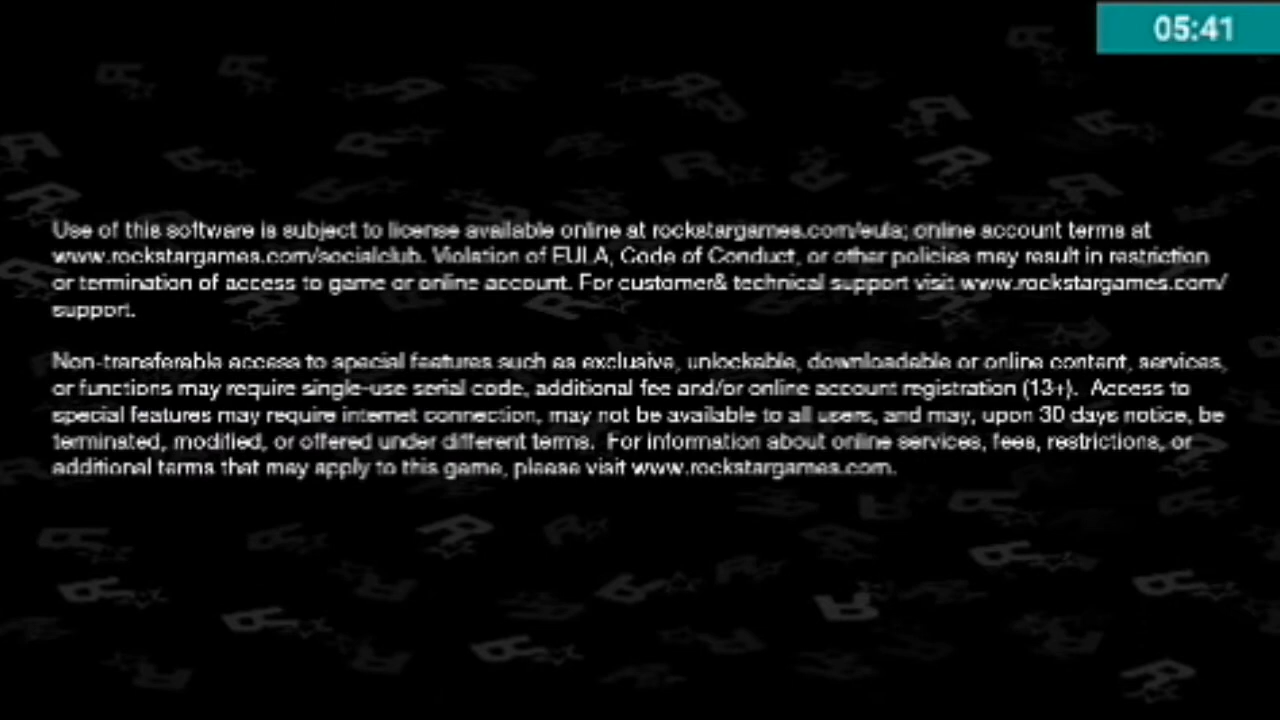 05:41
Use of this software is subject to license available online at rockstargames.com/eula; online account terms at
www.rockstargames.com/socialclub. Violation of EULA, Code of Conduct, or other policies may result in restriction
or termination of access to game or online account. For customer& technical support visit www.rockstargames.com/
support.
Non-transferable access to special features such as exclusive, unlockable, downloadable or online content, services,
or functions may require single-use serial code, additional fee and/or online account registration (13+).  Access to
special features may require internet connection, may not be available to all users, and may, upon 30 days notice, be
terminated, modified, or offered under different terms.  For information about online services, fees, restrictions, or
additional terms that may apply to this game, please visit www.rockstargames.com.